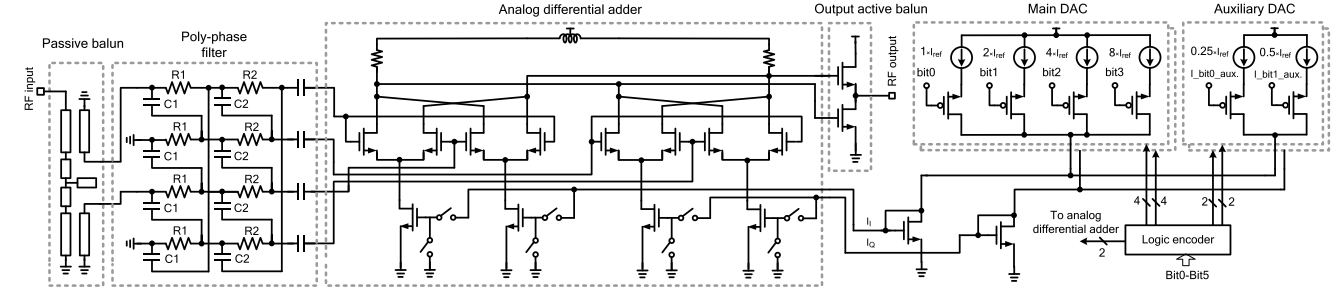 Analog differential adder
Output active balun
Main DAC
Auxiliary DAC
Passive balun
Poly-phase
filter
RF input
R1
R2
C1
C2
R1
R2
C1
C2
R1
R2
C1
C2
R1
R2
C1
C2
RF output
1×Iref
2×Iref
4×Iref
8×Iref
bit0
bit1
bit2
bit3
0.25×Iref
0.5×Iref
I_bit0_aux.
I_bit1_aux.
II
IQ
4
4
2
2
To analog
differential adder
2
Logic encoder
Bit0-Bit5